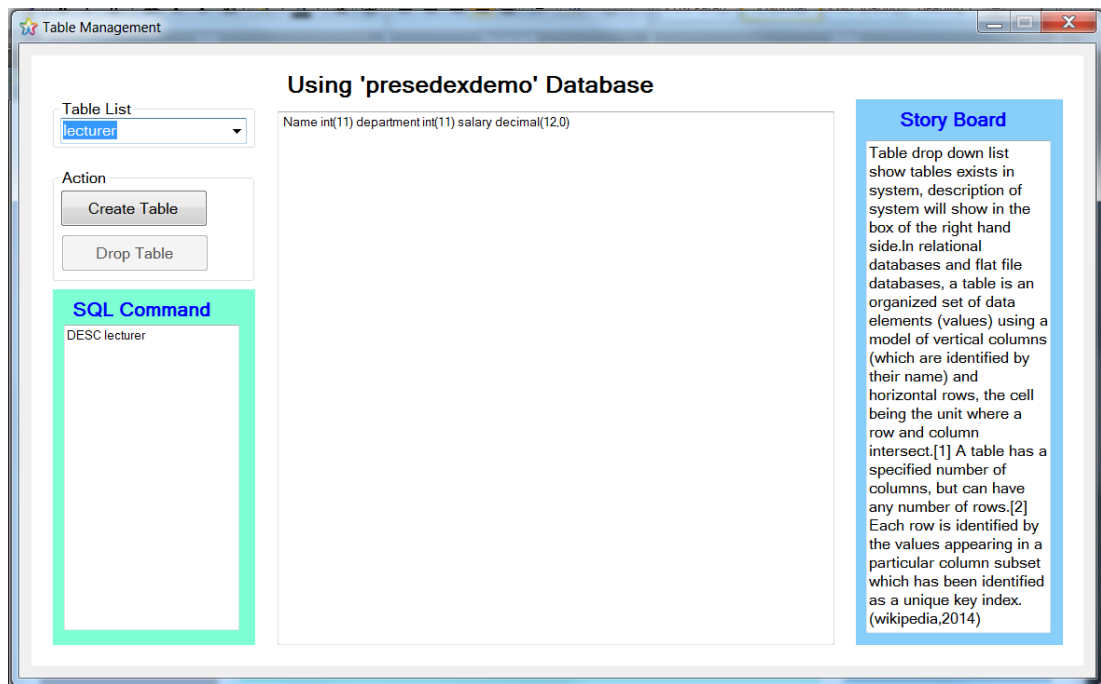 Table Management
Using 'presedexdemo' Database
Table List
lecturer
Action
Create Table
Drop Table
SQL Command
DESC lecturer
Name int(11) department int(11) salary decimal(12,0)
Story Board
Table drop down list
show tables exists in
system, description of
system will show in the
box of the right hand
side.In relational
databases and flat file
databases, a table is an
organized set of data
elements (values) using a
model of vertical columns
(which are identified by
their name) and
horizontal rows, the cell
being the unit where a
row and column
intersect.[1] A table has a
specified number of
columns, but can have
any number of rows.[2]
Each row is identified by
the values appearing in a
particular column subset
which has been identified
as a unique key index.
(wikipedia,2014)